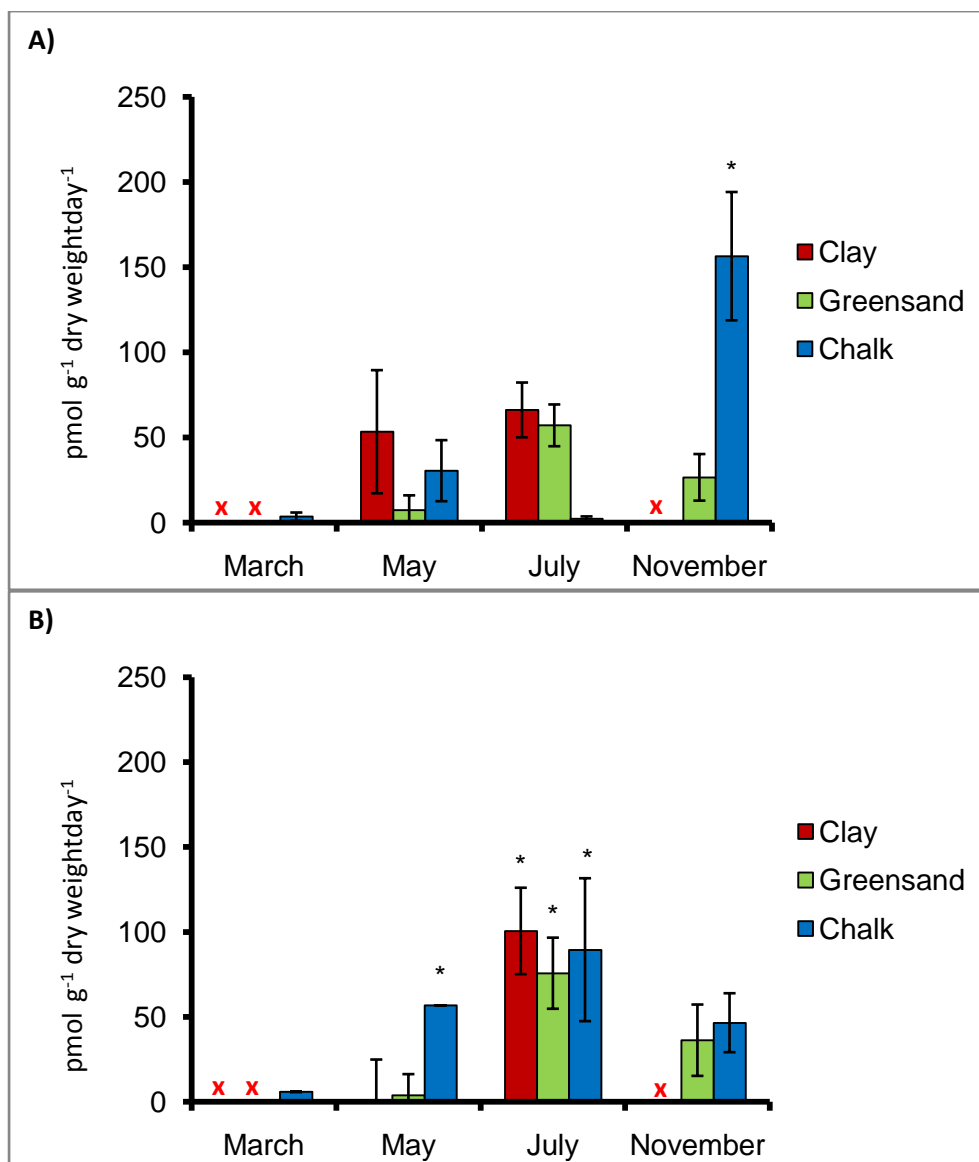 A)
pmol g⁻¹ dry weightday⁻¹
250
200
150
100
50
0
x x x
*
March May July November
Clay
Greensand
Chalk
B)
pmol g⁻¹ dry weightday⁻¹
250
200
150
100
50
0
x x x
* * * *
March May July November
Clay
Greensand
Chalk